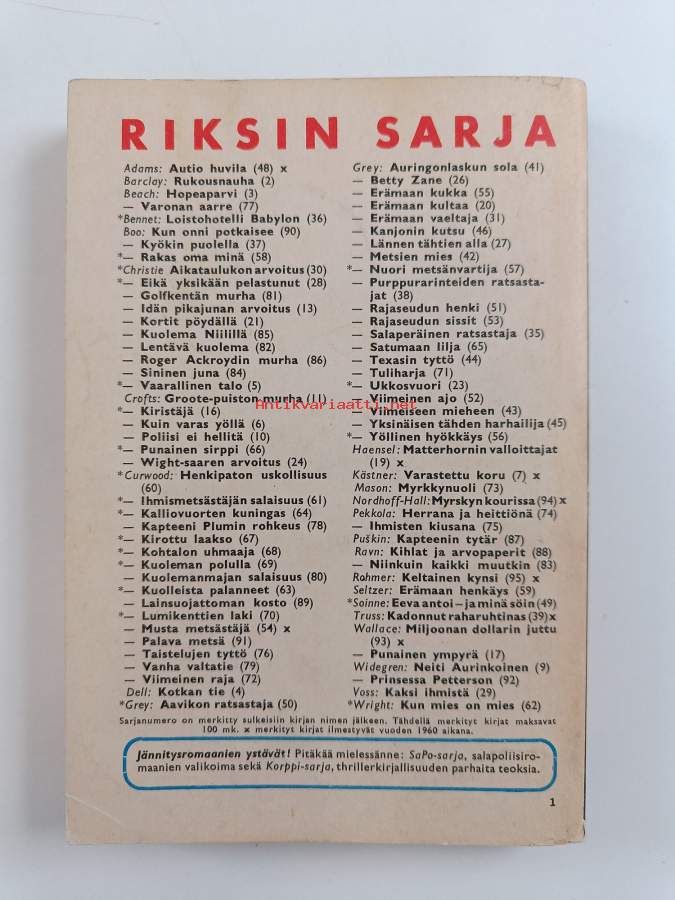 RIKSIN SARJA
Adams: Autio huvila (48) x
Barclay: Rukousnauha (2)
Beach: Hopeaparvi (3)
— Varonan aarre (77)
*Bennet: Loistohotelli Babylon (36)
Boo: Kun onni potkaisee (90)
— Kyökin puolella (37)
*— Rakas oma minä (58)
*Christie Aikataulukon arvoitus (30)
*— Eikä yksikään pelastunut (28)
— Golfkentän murha (81)
— Idän pikajunan arvoitus (13)
— Kortit pöydällä (21)
— Kuolema Niilillä (85)
— Lentävä kuolema (82)
— Roger Ackroydin murha (86)
— Sininen juna (84)
*— Vaarallinen talo (5)
Crofts: Groote-puiston murha (11)
*— Kiristäjä (16)
— Kuin varas yöllä (6)
— Poliisi ei hellitä (10)
*— Punainen sirppi (66)
— Wight-saaren arvoitus (24)
*Curwood: Henkipaton uskollisuus
(60)
*— Ihmismetsästäjän salaisuus (61)
*— Kalliovuorten kuningas (64)
— Kapteeni Plumin rohkeus (78)
*— Kirottu laakso (67)
*— Kohtalon uhmaaja (68)
*— Kuoleman polulla (69)
— Kuolemanmajan salaisuus (80)
*— Kuolleista palanneet (63)
— Lainsuojattoman kosto (89)
*— Lumikenttien laki (70)
— Musta metsästäjä (54) x
— Palava metsä (91)
— Taistelujen tyttö (76)
— Vanha valtatie (79)
— Viimeinen raja (72)
Dell: Kotkan tie (4)
*Grey: Aavikon ratsastaja (50)
Grey: Auringonlaskun sola (41)
— Betty Zane (26)
— Erämaan kukka (55)
— Erämaan kultaa (20)
— Erämaan vaeltaja (31)
— Kanjonin kutsu (46)
— Lännen tähtien alla (27)
— Metsien mies (42)
*— Nuori metsänvartija (57)
— Purppurarinteiden ratsasta-
jat (38)
— Rajaseudun henki (51)
— Rajaseudun sissit (53)
— Salaperäinen ratsastaja (35)
— Satumaan lilja (65)
— Texasin tyttö (44)
— Tuliharja (71)
*— Ukkosvuori (23)
— Viimeinen ajo (52)
— Viimeiseen mieheen (43)
— Yksinäisen tähden harhailija (45)
*— Yöllinen hyökkäys (56)
Haensel: Matterhornin valloittajat
(19) x
Kästner: Varastettu koru (7) x
Mason: Myrkkynuoli (73)
Nordhoff-Hall: Myrskyn kourissa (94) x
Pekkola: Herrana ja heittiönä (74)
— Ihmisten kiusana (75)
Puškin: Kapteenin tytär (87)
Ravn: Kihlat ja arvopaperit (88)
— Niinkuin kaikki muutkin (83)
Rohmer: Keltainen kynsi (95) x
Seltzer: Erämaan henkäys (59)
*Soinne: Eeva antoi – ja minä söin (49)
Truss: Kadonnut raharuhtinas (39) x
Wallace: Miljoonan dollarin juttu
(93) x
— Punainen ympyrä (17)
Widegren: Neiti Aurinkoinen (9)
— Prinsessa Petterson (92)
Voss: Kaksi ihmistä (29)
*Wright: Kun mies on mies (62)
Antikvariaatti.net
Sarjanumero on merkitty sulkeisiin kirjan nimen jälkeen. Tähdellä merkityt kirjat maksavat
100 mk. x merkityt kirjat ilmestyvät vuoden 1960 aikana.
Jännitysromaanien ystävät! Pitäkää mielessänne: SaPo-sarja, salapoliisiro-
maanien valikoima sekä Korppi-sarja, thrillerkirjallisuuden parhaita teoksia.
1